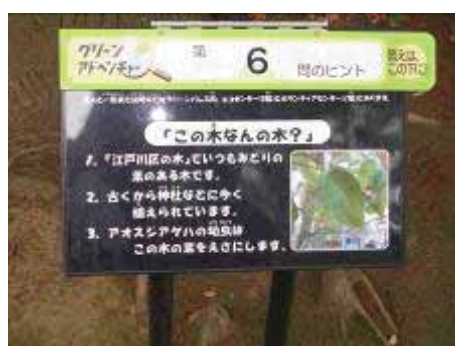 グリーン
アドベンチャー
第 6 問のヒント
答えは
この下に
「この木なんの木？」
1. 「江戸川区の木」でいつもみどりの
葉のある木です。
2. 古くから神社などに多く
植えられています。
3. アオスジアゲハの幼虫は
この木の葉をえさにします。